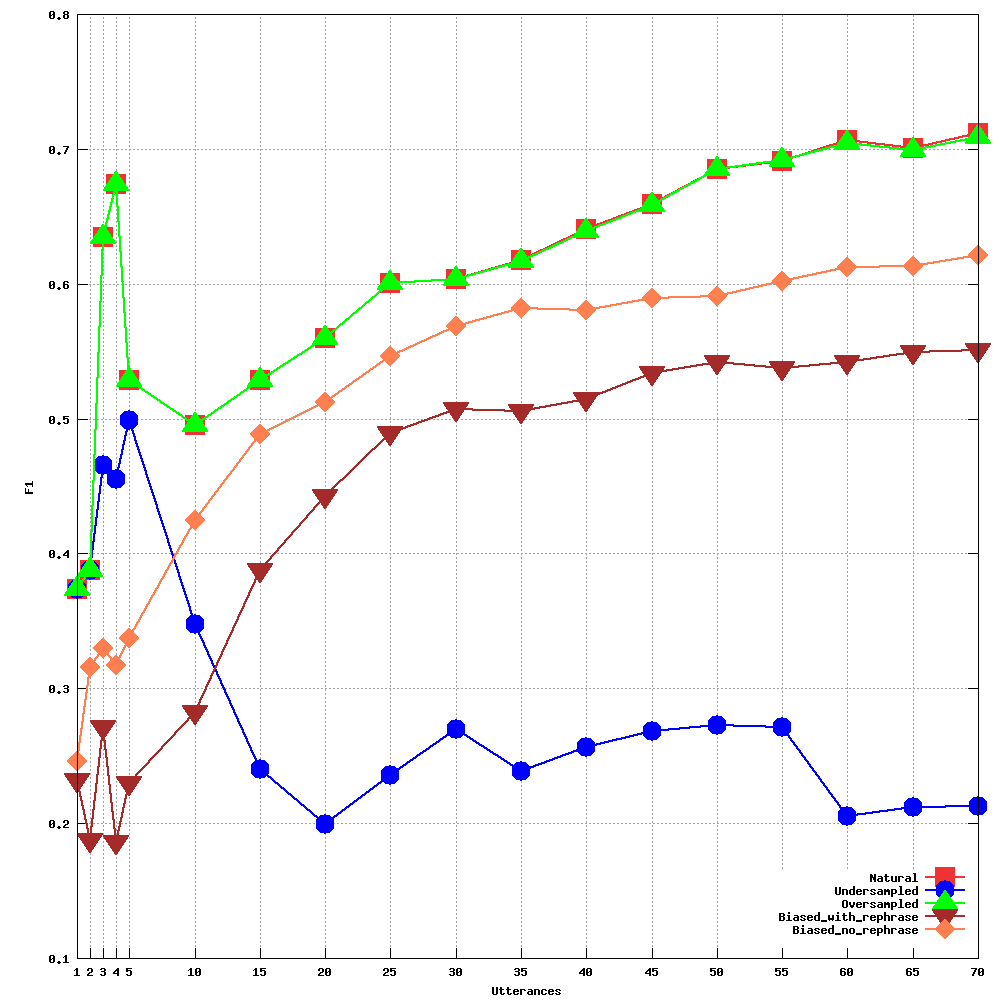 0.8
0.7
0.6
0.5
0.4
0.3
0.2
0.1
F1
1 2 3 4 5 10 15 20 25 30 35 40 45 50 55 60 65 70
Utterances
Natural
Undersampled
Oversampled
Biased_with_rephrase
Biased_no_rephrase